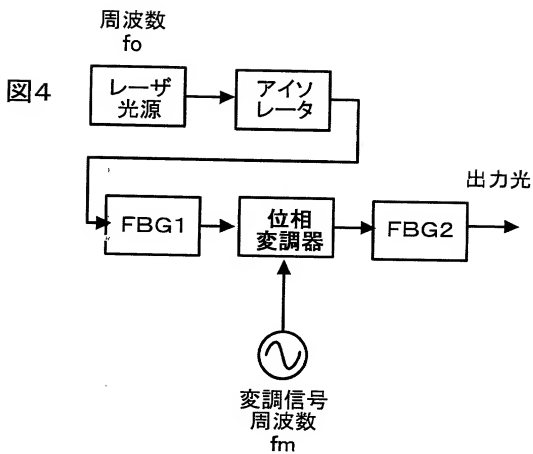 周波数
fo
図4
レーザ
光源
アイソ
レータ
出力光
FBG1
位相
変調器
FBG2
変調信号
周波数
fm